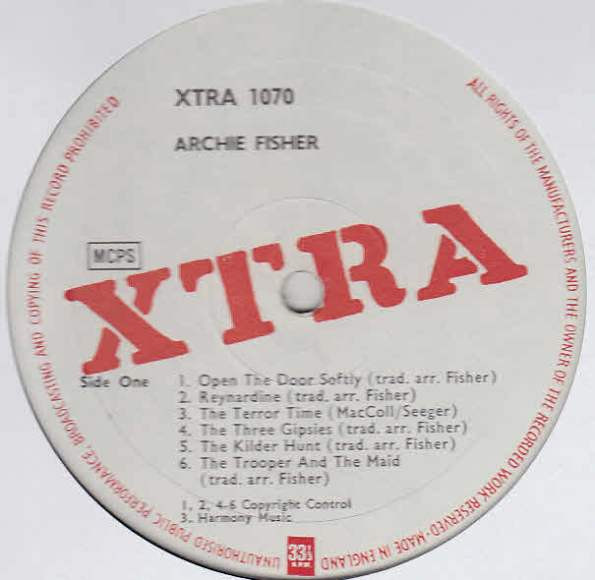 XTRA 1070
ARCHIE FISHER
MCPS
XTRA
Side One
1. Open The Door Softly (trad. arr. Fisher)
2. Reynardine (trad. arr. Fisher)
3. The Terror Time (MacColl/Seeger)
4. The Three Gipsies (trad. arr. Fisher)
5. The Kilder Hunt (trad. arr. Fisher)
6. The Trooper And The Maid
(trad. arr. Fisher)
1, 2, 4-6 Copyright Control
3. Harmony Music
ALL RIGHTS OF THE MANUFACTURERS AND THE OWNER OF THE RECORDED WORK RESERVED-MADE IN ENGLAND
33⅓
R.P.M.
UNAUTHORISED PUBLIC PERFORMANCE, BROADCASTING AND COPYING OF THIS RECORD PROHIBITED